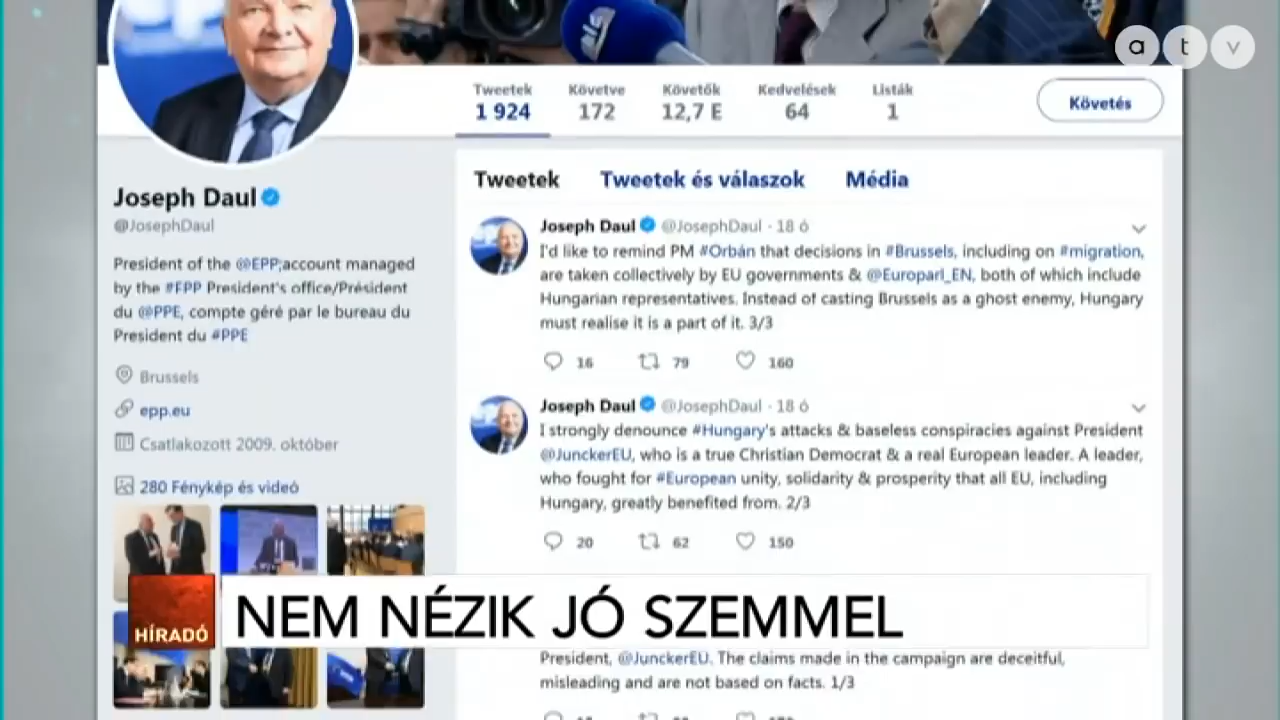 a t v
Tweetek Követve Követők Kedvelések Listák
1 924 172 12,7 E 64 1
Követés
Joseph Daul
@JosephDaul
President of the @EPP;account managed
by the #EPP President's office/Président
du @PPE, compte géré par le bureau du
President du #PPE
Brussels
epp.eu
Csatlakozott 2009. október
280 Fénykép és videó
Tweetek Tweetek és válaszok Média
Joseph Daul @JosephDaul · 18 ó
I'd like to remind PM #Orbán that decisions in #Brussels, including on #migration,
are taken collectively by EU governments & @Europarl_EN, both of which include
Hungarian representatives. Instead of casting Brussels as a ghost enemy, Hungary
must realise it is a part of it. 3/3
16 79 160
Joseph Daul @JosephDaul · 18 ó
I strongly denounce #Hungary's attacks & baseless conspiracies against President
@JunckerEU, who is a true Christian Democrat & a real European leader. A leader,
who fought for #European unity, solidarity & prosperity that all EU, including
Hungary, greatly benefited from. 2/3
20 62 150
HÍRADÓ
NEM NÉZIK JÓ SZEMMEL
President, @JunckerEU. The claims made in the campaign are deceitful,
misleading and are not based on facts. 1/3